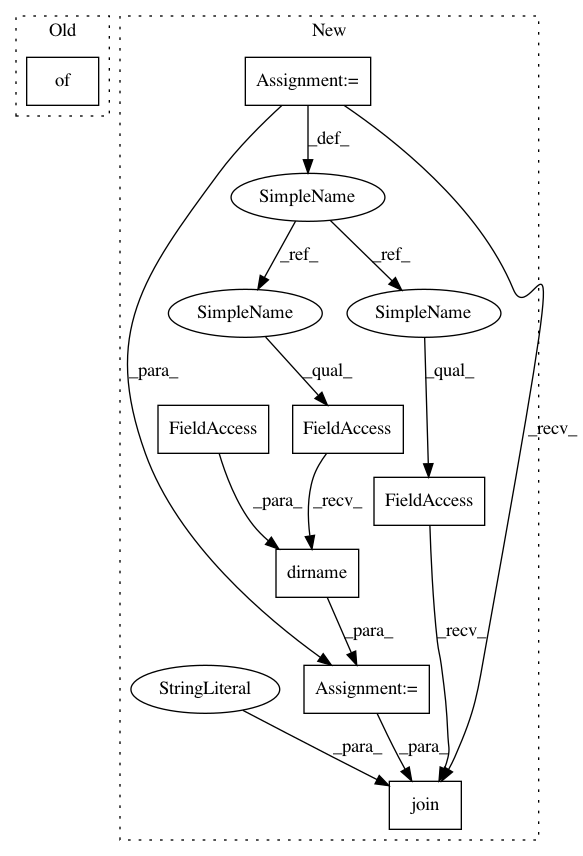 Old
New
of
Assignment:=
_def_
SimpleName
_ref_
_ref_
SimpleName
SimpleName
_para_
_qual_
_qual_
FieldAccess
FieldAccess
_recv_
_para_
_recv_
FieldAccess
dirname
_para_
_recv_
StringLiteral
Assignment:=
_para_
_para_
join